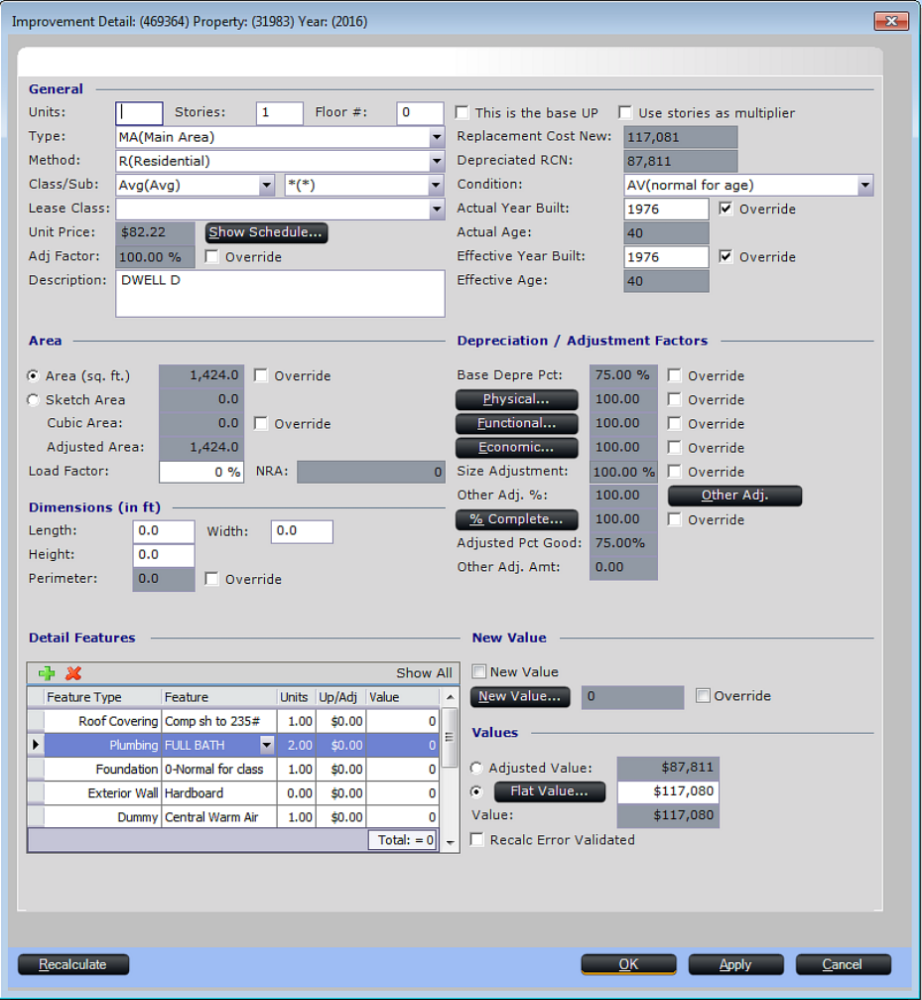 Improvement Detail: (469364) Property: (31983) Year: (2016)
General
Units: Stories: 1 Floor #: 0 This is the base UP Use stories as multiplier
Type: MA(Main Area) Replacement Cost New: 117,081
Method: R(Residential) Depreciated RCN: 87,811
Class/Sub: Avg(Avg) *(*) Condition: AV(normal for age)
Lease Class: Actual Year Built: 1976 Override
Unit Price: $82.22 Show Schedule... Actual Age: 40
Adj Factor: 100.00 % Override Effective Year Built: 1976 Override
Description: DWELL D Effective Age: 40
Area Depreciation / Adjustment Factors
Area (sq. ft.) 1,424.0 Override Base Depre Pct: 75.00 % Override
Sketch Area 0.0 Physical... 100.00 Override
Cubic Area: 0.0 Override Functional... 100.00 Override
Adjusted Area: 1,424.0 Economic... 100.00 Override
Load Factor: 0 % NRA: 0 Size Adjustment: 100.00 % Override
Other Adj. %: 100.00 Other Adj.
Dimensions (in ft)
Length: 0.0 Width: 0.0 % Complete... 100.00 Override
Height: 0.0 Adjusted Pct Good: 75.00%
Perimeter: 0.0 Override Other Adj. Amt: 0.00
Detail Features New Value
Show All New Value
Feature Type Feature Units Up/Adj Value New Value... 0 Override
Roof Covering Comp sh to 235# 1.00 $0.00 0
Plumbing FULL BATH 2.00 $0.00 0 Values
Foundation 0-Normal for class 1.00 $0.00 0 Adjusted Value: $87,811
Exterior Wall Hardboard 0.00 $0.00 0 Flat Value... $117,080
Dummy Central Warm Air 1.00 $0.00 0 Value: $117,080
Total: = 0 Recalc Error Validated
Recalculate OK Apply Cancel